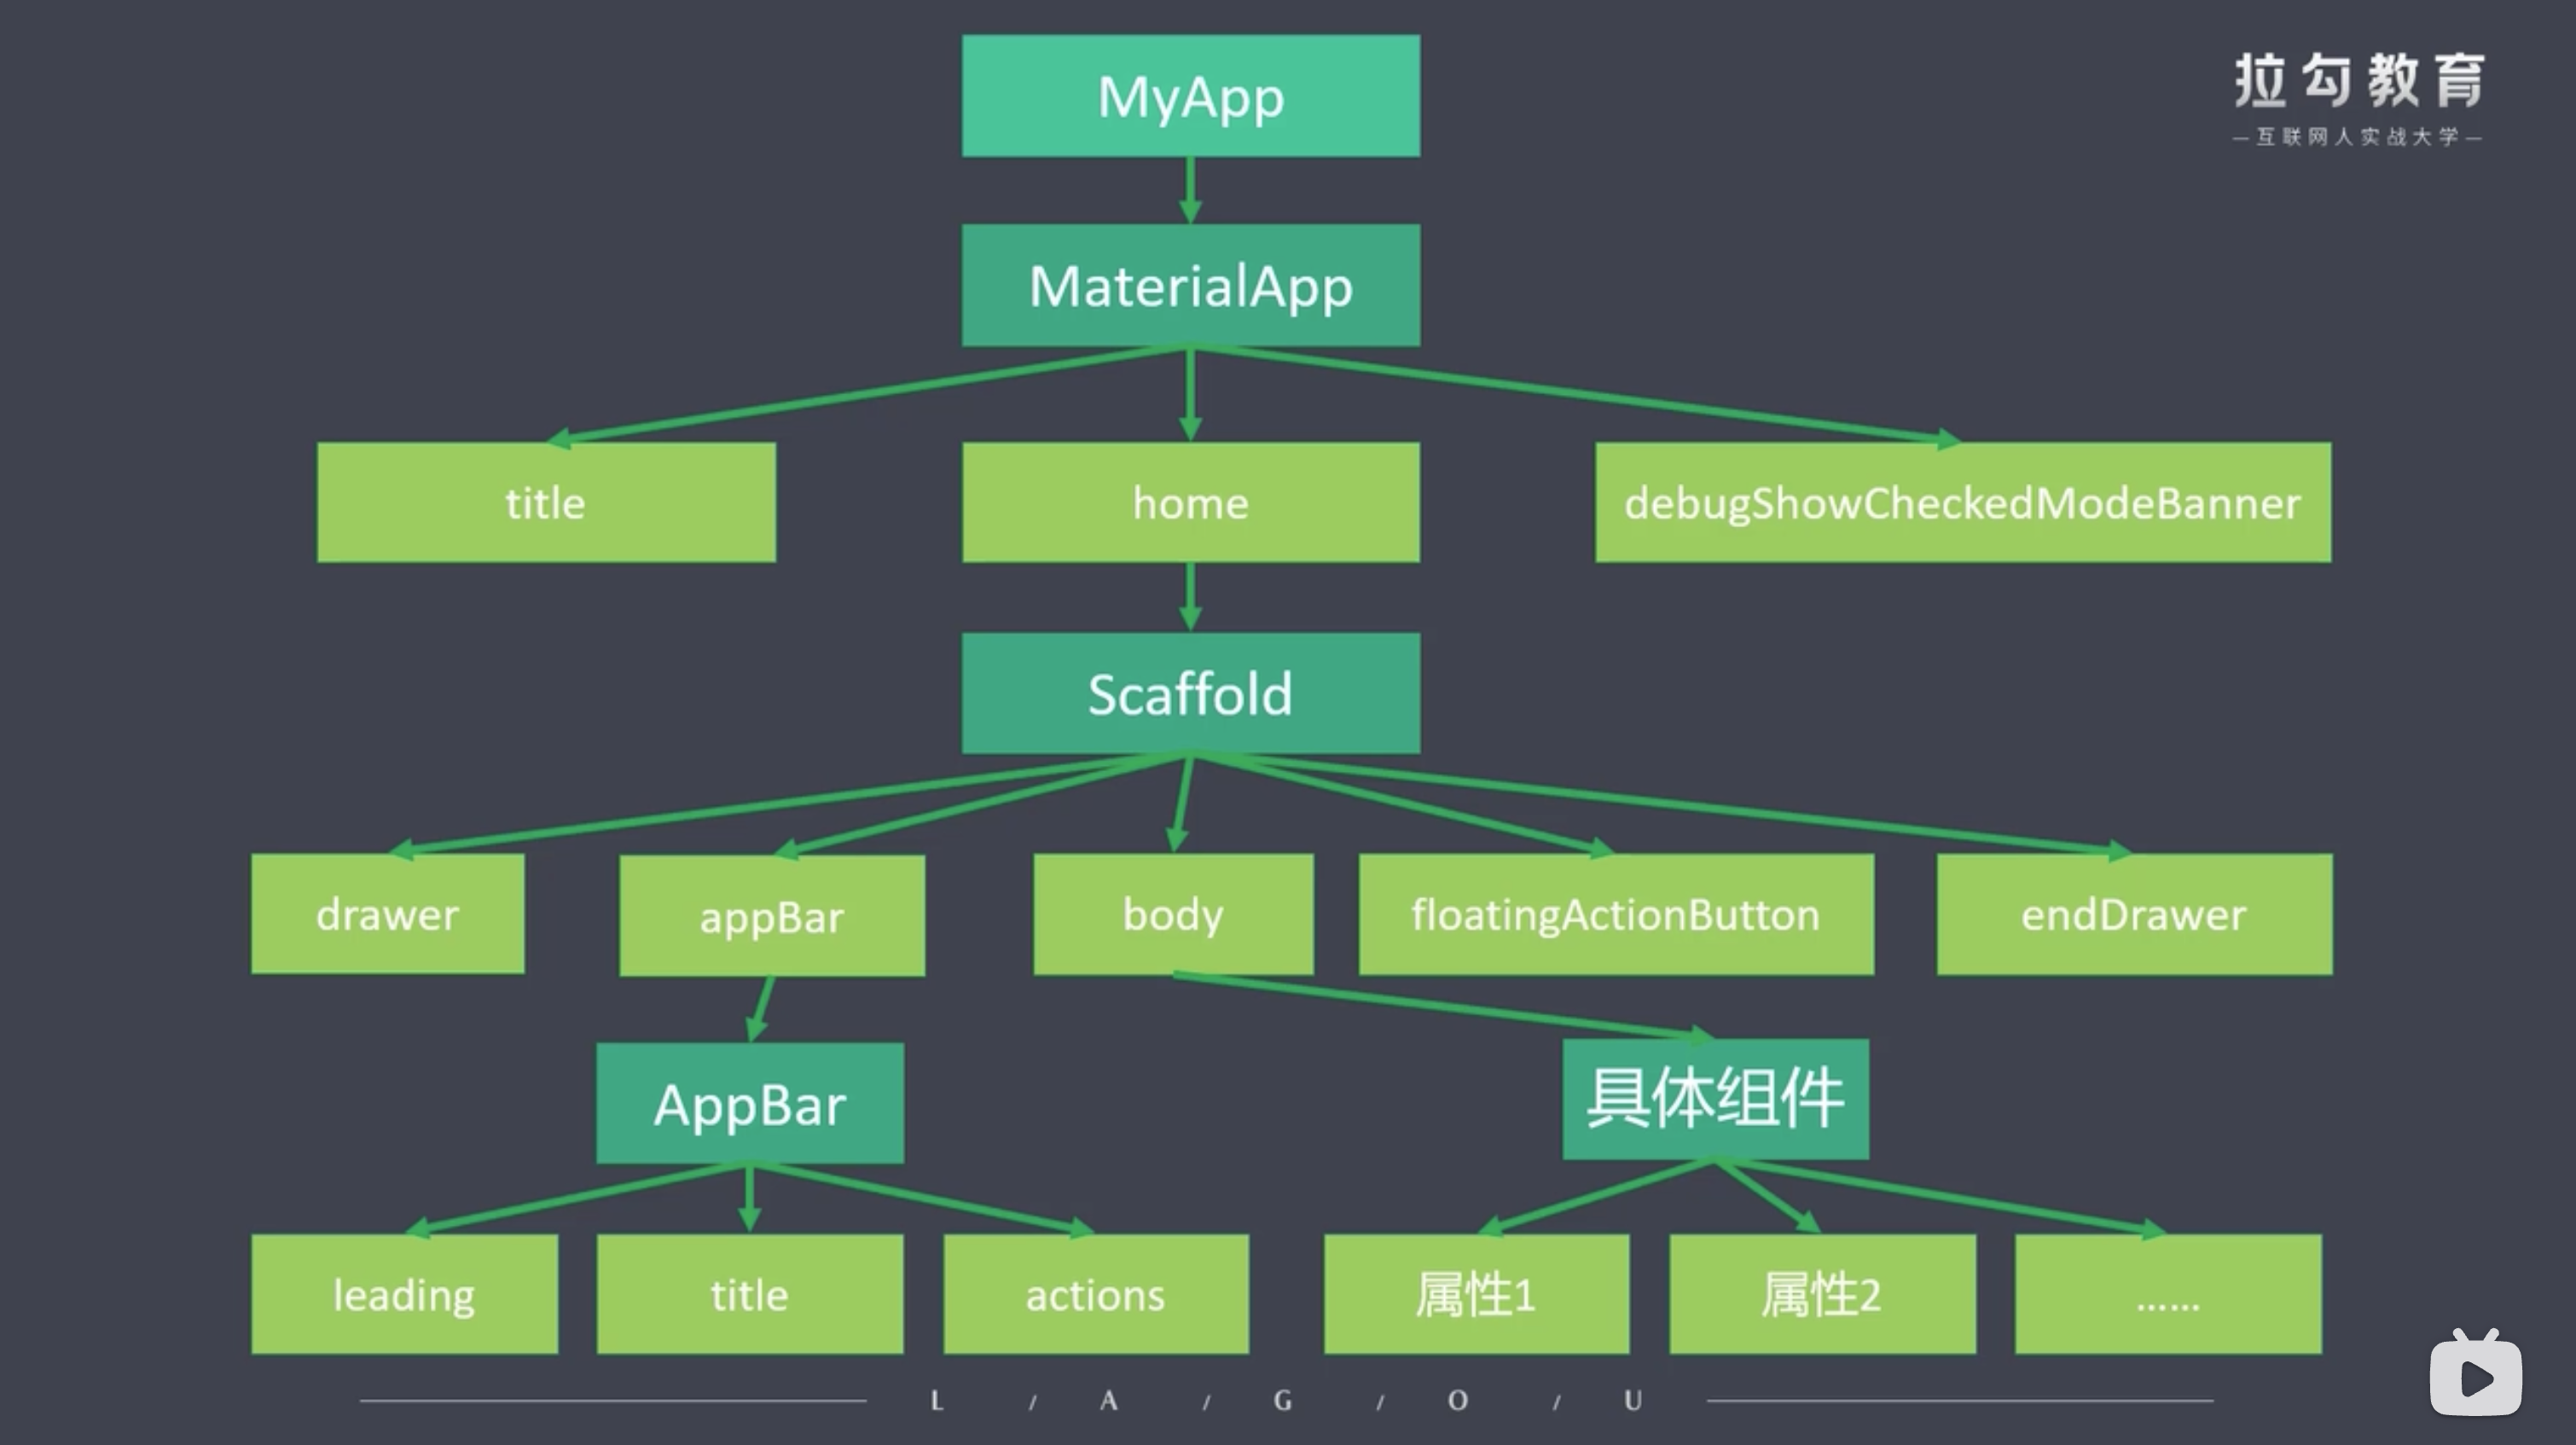 MyApp
拉勾教育
—互联网人实战大学—
MaterialApp
title
home
debugShowCheckedModeBanner
Scaffold
drawer
appBar
body
floatingActionButton
endDrawer
AppBar
具体组件
leading
title
actions
属性1
属性2
……
L / A / G / O / U